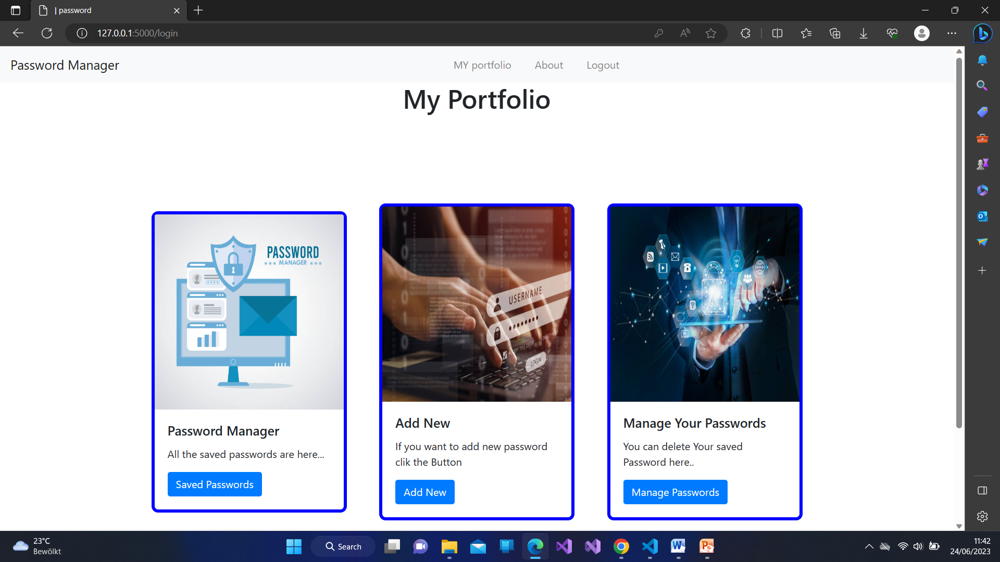 | password
127.0.0.1:5000/login
Password Manager
MY portfolio
About
Logout
My Portfolio
PASSWORD
*** MANAGER ***
USERNAME
ACCEPT THIS OFFER
LOGIN
Password Manager
All the saved passwords are here...
Saved Passwords
Add New
If you want to add new password
clik the Button
Add New
Manage Your Passwords
You can delete Your saved
Password here..
Manage Passwords
23°C
Bewölkt
Search
11:42
24/06/2023